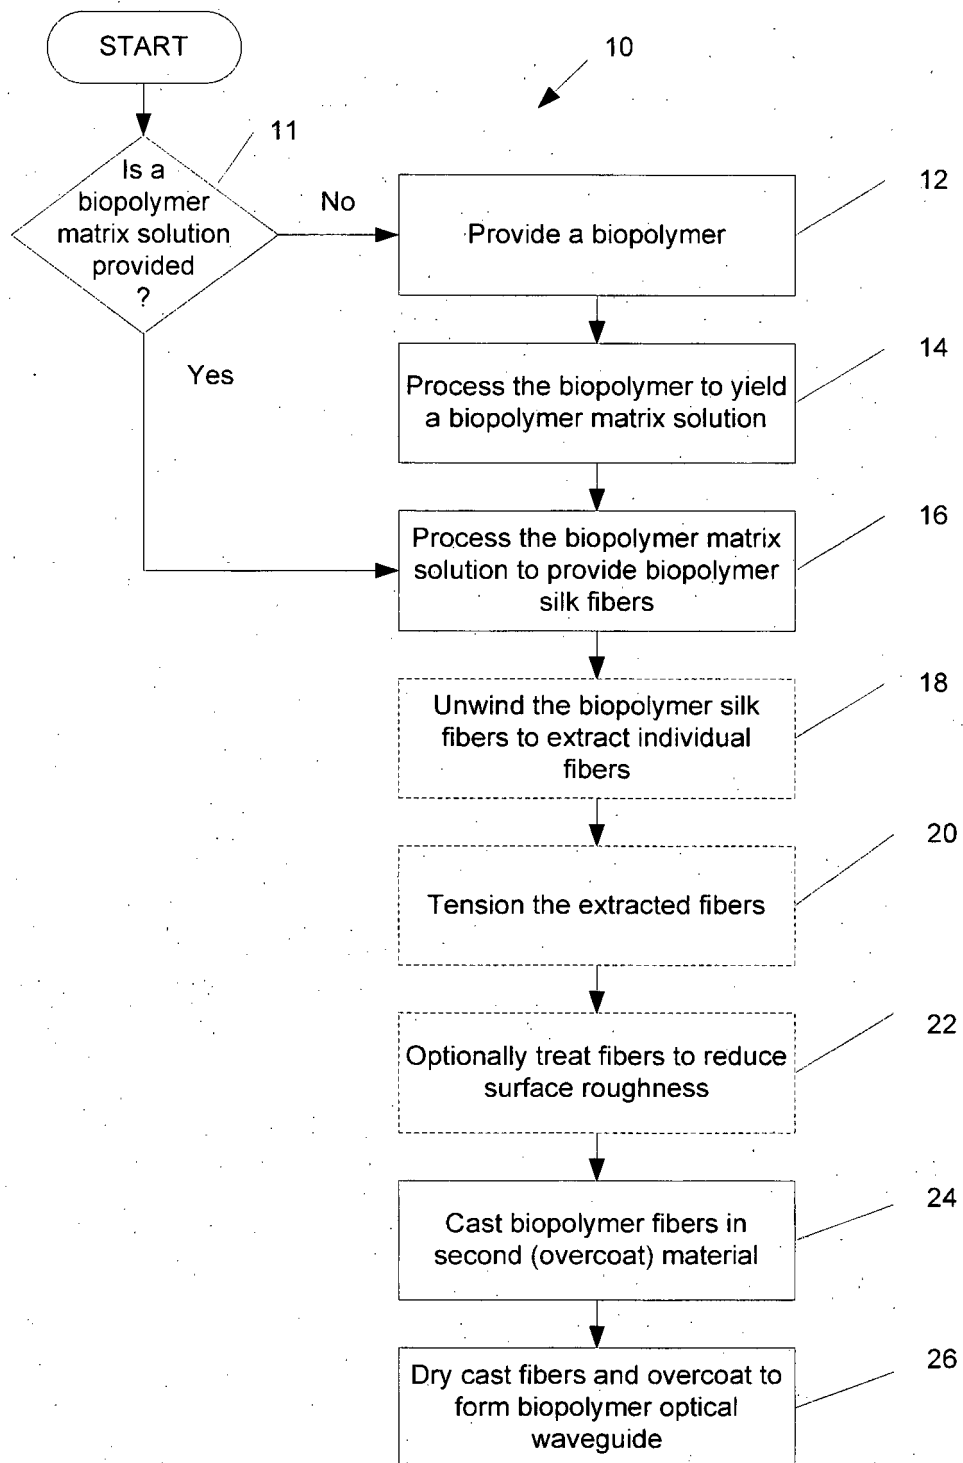 START
10
11
Is a
biopolymer
matrix solution
provided
?
No
Yes
12
Provide a biopolymer
14
Process the biopolymer to yield
a biopolymer matrix solution
16
Process the biopolymer matrix
solution to provide biopolymer
silk fibers
18
Unwind the biopolymer silk
fibers to extract individual
fibers
20
Tension the extracted fibers
22
Optionally treat fibers to reduce
surface roughness
24
Cast biopolymer fibers in
second (overcoat) material
26
Dry cast fibers and overcoat to
form biopolymer optical
waveguide